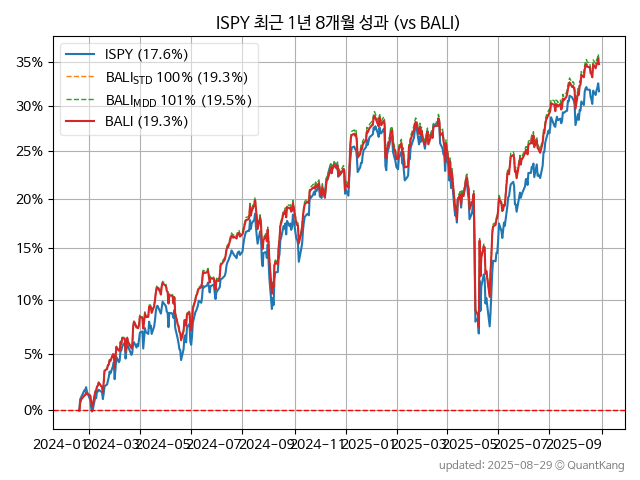 ISPY 최근 1년 8개월 성과 (vs BALI)
ISPY (17.6%)
BALI_STD 100% (19.3%)
BALI_MDD 101% (19.5%)
BALI (19.3%)
35%
30%
25%
20%
15%
10%
5%
0%
2024-01 2024-03 2024-05 2024-07 2024-09 2024-11 2025-01 2025-03 2025-05 2025-07 2025-09
updated: 2025-08-29 © QuantKang